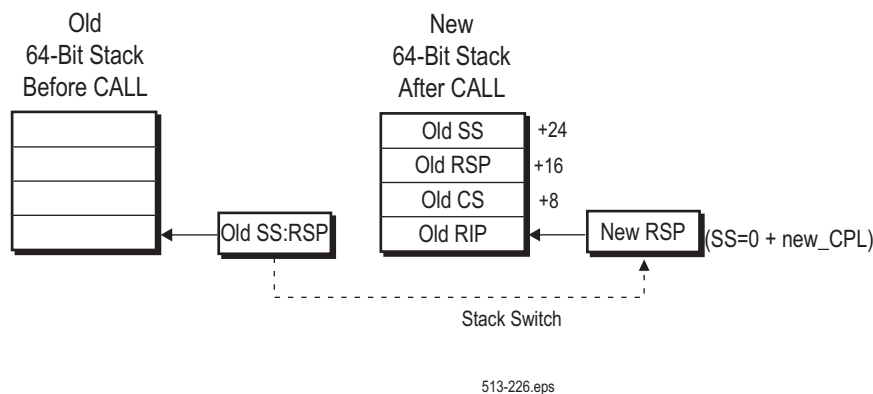 Old
64-Bit Stack
Before CALL
New
64-Bit Stack
After CALL
Old SS
+24
Old RSP
+16
Old CS
+8
Old SS:RSP
Old RIP
New RSP
(SS=0 + new_CPL)
Stack Switch
513-226.eps